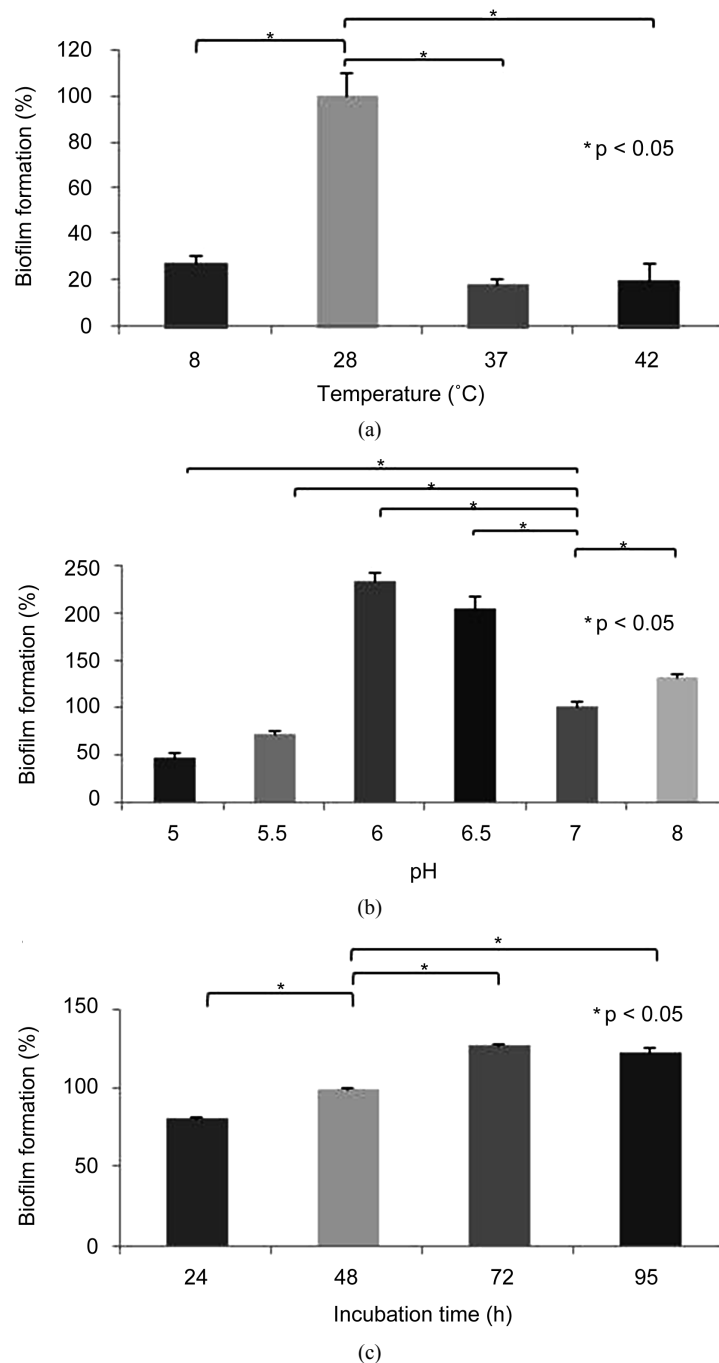 * *
*
120
100
80
60
40
20
0
Biofilm formation (%)
* p < 0.05
8 28 37 42
Temperature (˚C)
(a)
*
*
*
* *
250
200
150
100
50
0
Biofilm formation (%)
* p < 0.05
5 5.5 6 6.5 7 8
pH
(b)
*
*
*
150
100
50
0
Biofilm formation (%)
* p < 0.05
24 48 72 95
Incubation time (h)
(c)